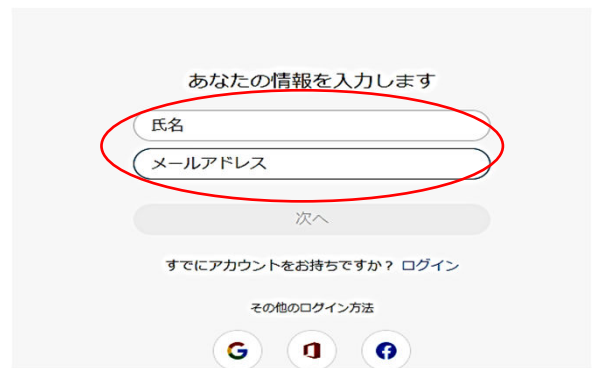 あなたの情報を入力します
氏名
メールアドレス
次へ
すでにアカウントをお持ちですか？ ログイン
その他のログイン方法